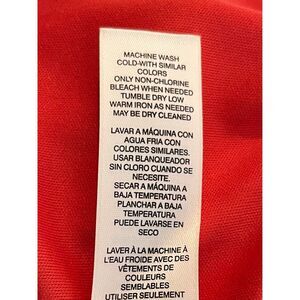 MACHINE WASH
COLD-WITH SIMILAR
COLORS
ONLY NON-CHLORINE
BLEACH WHEN NEEDED
TUMBLE DRY LOW
WARM IRON AS NEEDED
MAY BE DRY CLEANED
LAVAR A MÁQUINA CON
AGUA FRIA CON
COLORES SIMILARES.
USAR BLANQUEADOR
SIN CLORO CUANDO SE
NECESITE.
SECAR A MÁQUINA A
BAJA TEMPERATURA
PLANCHAR A BAJA
TEMPERATURA
PUEDE LAVARSE EN
SECO
LAVER À LA MACHINE À
L'EAU FROIDE AVEC DES
VÊTEMENTS DE
COULEURS
SEMBLABLES
UTILISER SEULEMENT